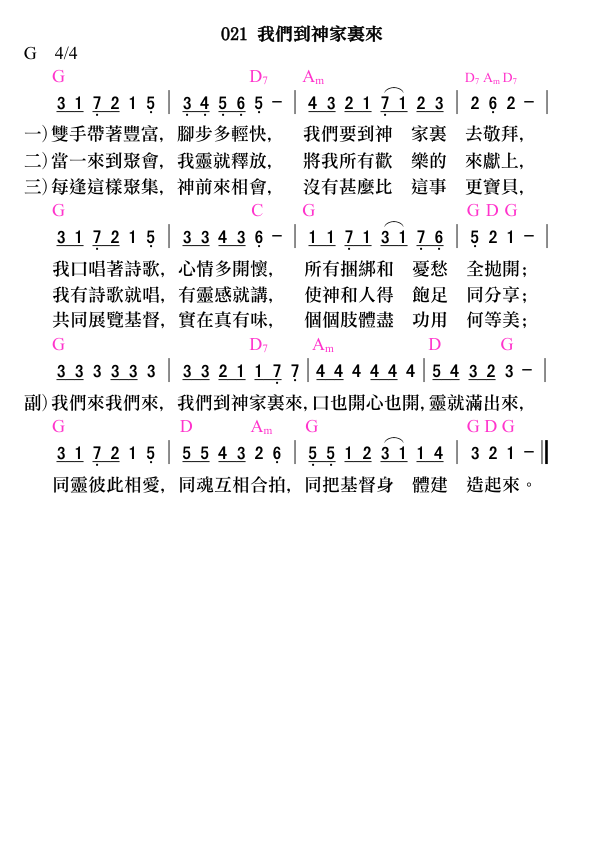 021 我們到神家裏來
G 4/4
G D7 Am D7 Am D7
3 1 7 2 1 5 | 3 4 5 6 5 － | 4 3 2 1 7 1 2 3 | 2 6 2 － |
一) 雙手帶著豐富, 腳步多輕快, 我們要到神 家裏 去敬拜,
二) 當一來到聚會, 我靈就釋放, 將我所有歡 樂的 來獻上,
三) 每逢這樣聚集, 神前來相會, 沒有甚麼比 這事 更寶貝,
G C G G D G
3 1 7 2 1 5 | 3 3 4 3 6 － | 1 1 7 1 3 1 7 6 | 5 2 1 － |
我口唱著詩歌, 心情多開懷, 所有捆綁和 憂愁 全拋開;
我有詩歌就唱, 有靈感就講, 使神和人得 飽足 同分享;
共同展覽基督, 實在真有味, 個個肢體盡 功用 何等美;
G D7 Am D G
3 3 3 3 3 3 | 3 3 2 1 1 7 7 | 4 4 4 4 4 4 | 5 4 3 2 3 － |
副) 我們來我們來, 我們到神家裏來, 口也開心也開, 靈就滿出來,
G D Am G G D G
3 1 7 2 1 5 | 5 5 4 3 2 6 | 5 5 1 2 3 1 1 4 | 3 2 1 － ‖
同靈彼此相愛, 同魂互相合拍, 同把基督身 體建 造起來。